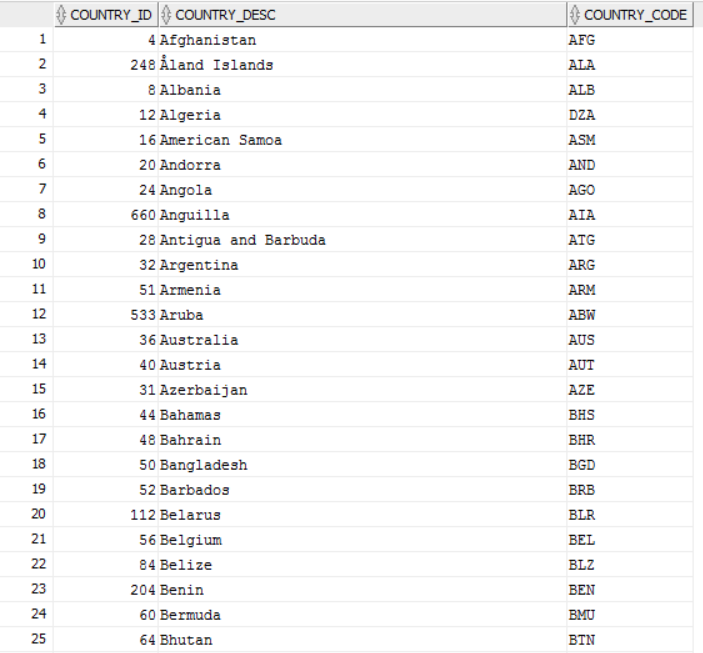 COUNTRY_ID COUNTRY_DESC COUNTRY_CODE
1 4 Afghanistan AFG
2 248 Åland Islands ALA
3 8 Albania ALB
4 12 Algeria DZA
5 16 American Samoa ASM
6 20 Andorra AND
7 24 Angola AGO
8 660 Anguilla AIA
9 28 Antigua and Barbuda ATG
10 32 Argentina ARG
11 51 Armenia ARM
12 533 Aruba ABW
13 36 Australia AUS
14 40 Austria AUT
15 31 Azerbaijan AZE
16 44 Bahamas BHS
17 48 Bahrain BHR
18 50 Bangladesh BGD
19 52 Barbados BRB
20 112 Belarus BLR
21 56 Belgium BEL
22 84 Belize BLZ
23 204 Benin BEN
24 60 Bermuda BMU
25 64 Bhutan BTN